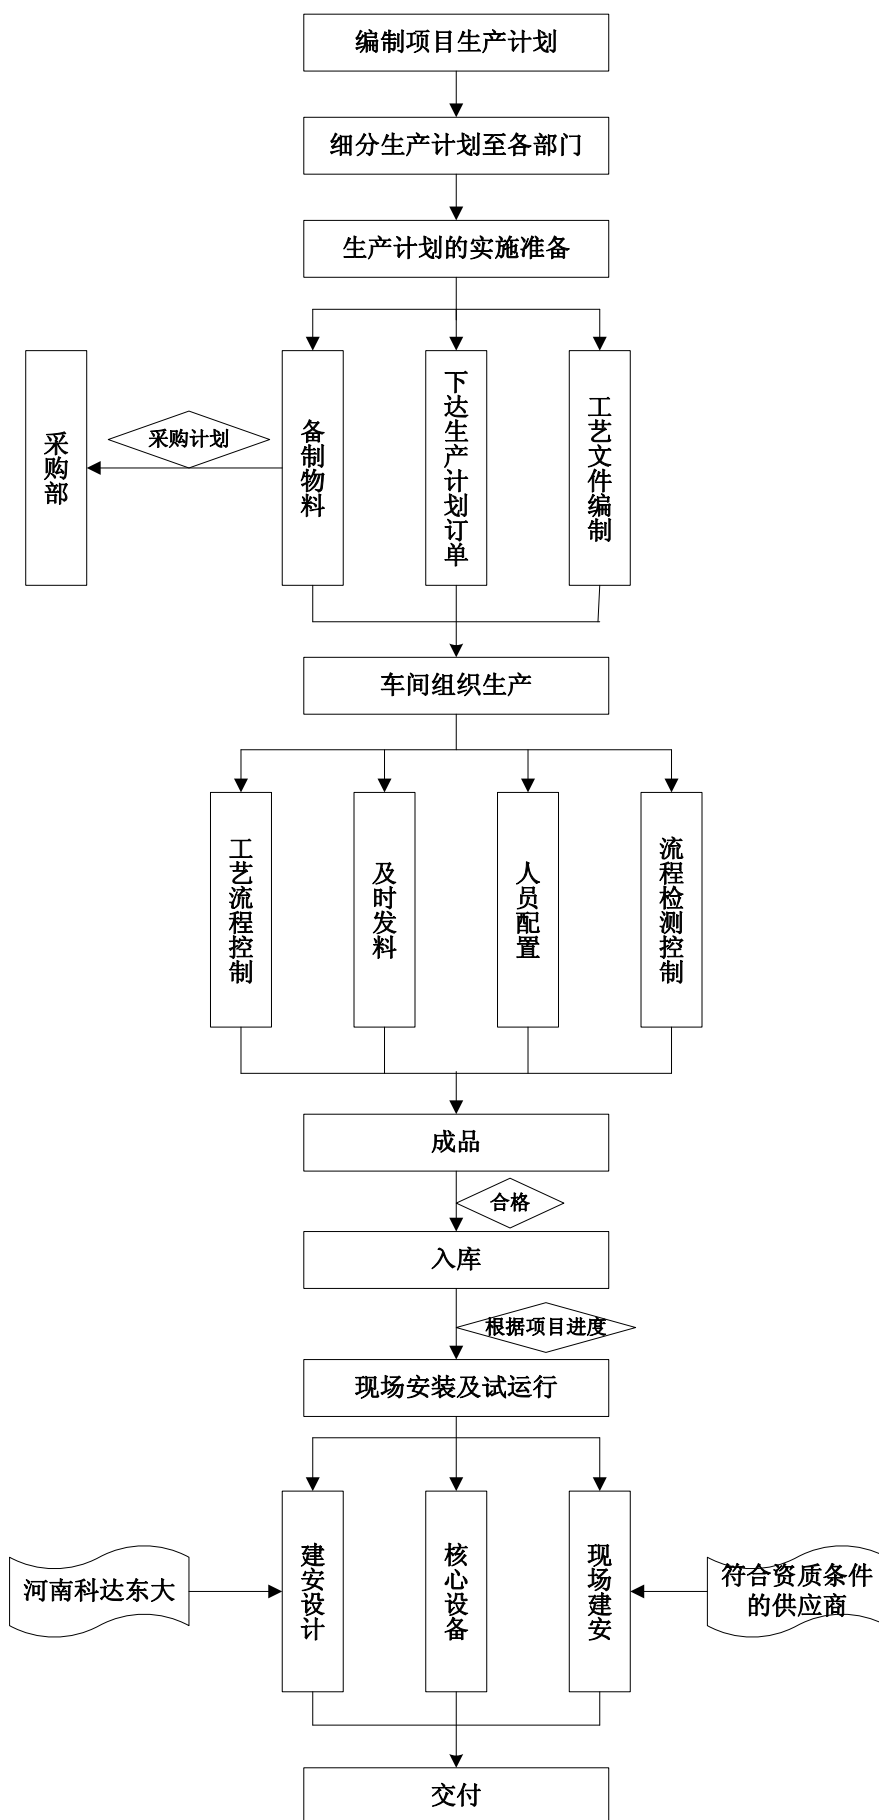 编制项目生产计划
细分生产计划至各部门
生产计划的实施准备
采购部
采购计划
备制物料
下达生产计划订单
工艺文件编制
车间组织生产
工艺流程控制
及时发料
人员配置
流程检测控制
成品
合格
入库
根据项目进度
现场安装及试运行
河南科达东大
建安设计
核心设备
现场建安
符合资质条件
的供应商
交付